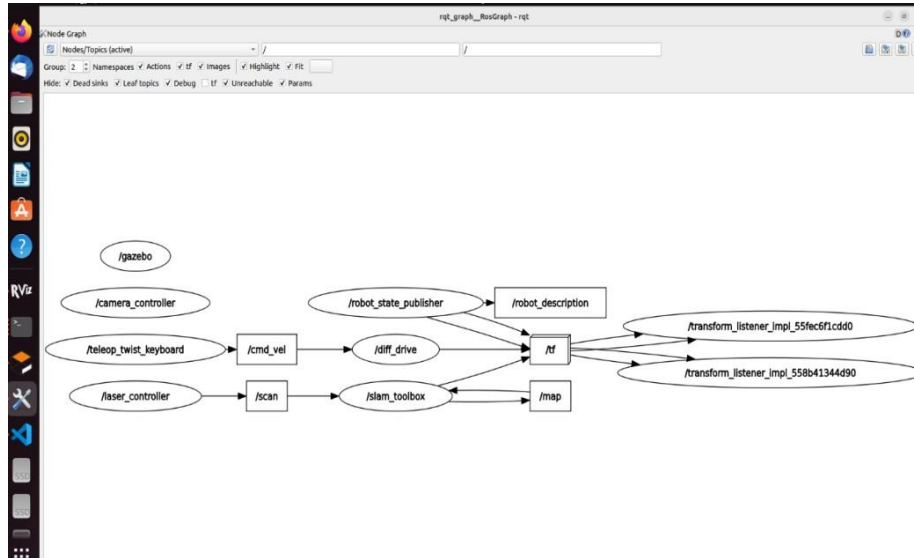 rqt_graph__RosGraph - rqt
Node Graph
D
Nodes/Topics (active) / /
Group: 2 Namespaces Actions tf Images Highlight Fit
Hide: Dead sinks Leaf topics Debug tf Unreachable Params
/gazebo
/camera_controller /robot_state_publisher /robot_description
/transform_listener_impl_55fec6f1cdd0
/teleop_twist_keyboard /cmd_vel /diff_drive /tf
/transform_listener_impl_558b41344d90
/laser_controller /scan /slam_toolbox /map
RViz
SSD
SSD